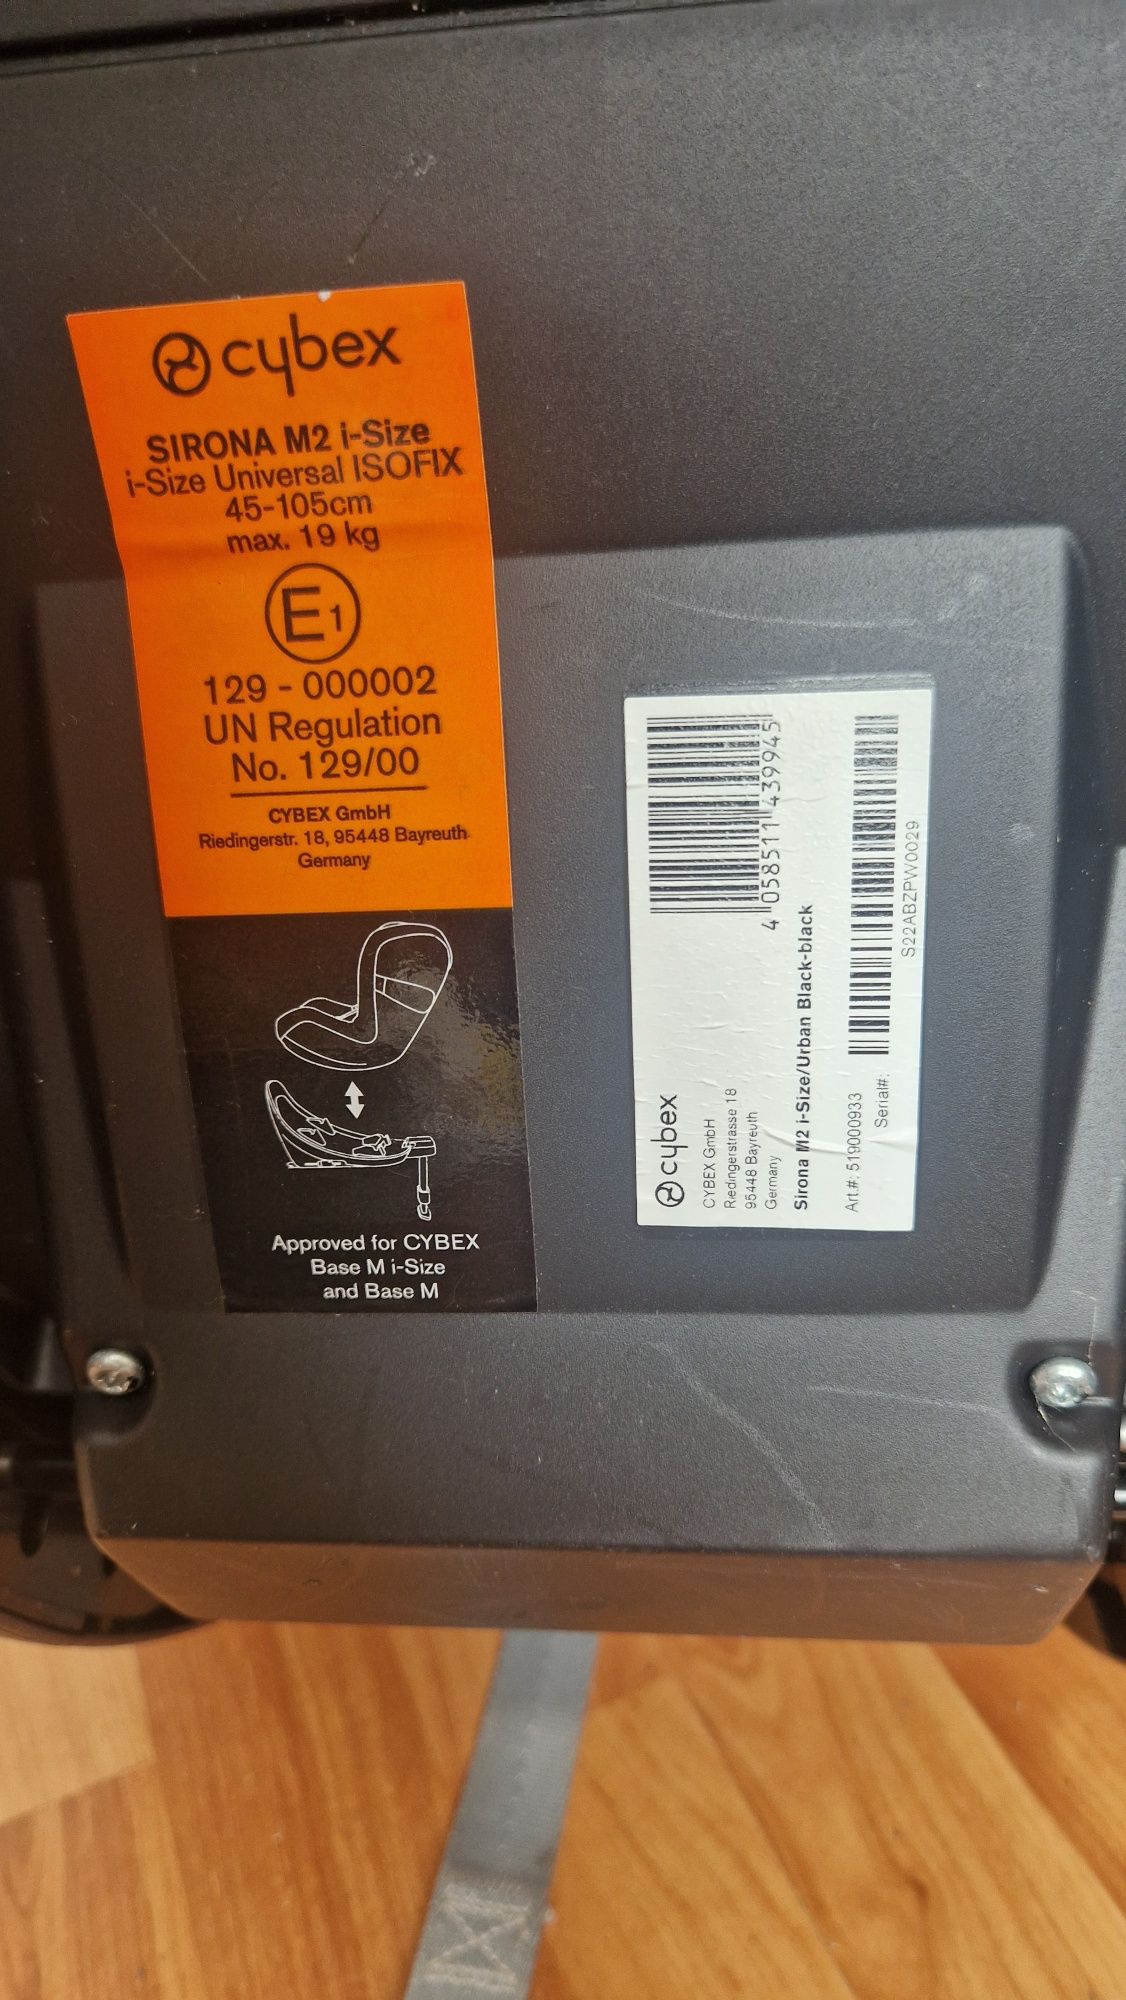 cybex
SIRONA M2 i-Size
i-Size Universal ISOFIX
45-105cm
max. 19 kg
E1
129 - 000002
UN Regulation
No. 129/00
CYBEX GmbH
Riedingerstr. 18, 95448 Bayreuth
Germany
Approved for CYBEX
Base M i-Size
and Base M
cybex
CYBEX GmbH
Riedingerstrasse 18
95448 Bayreuth
Germany
4 058511 439945
Sirona M2 i-Size/Urban Black-black
Art.#: 519000933
Serial#:
S22ABZPW0029